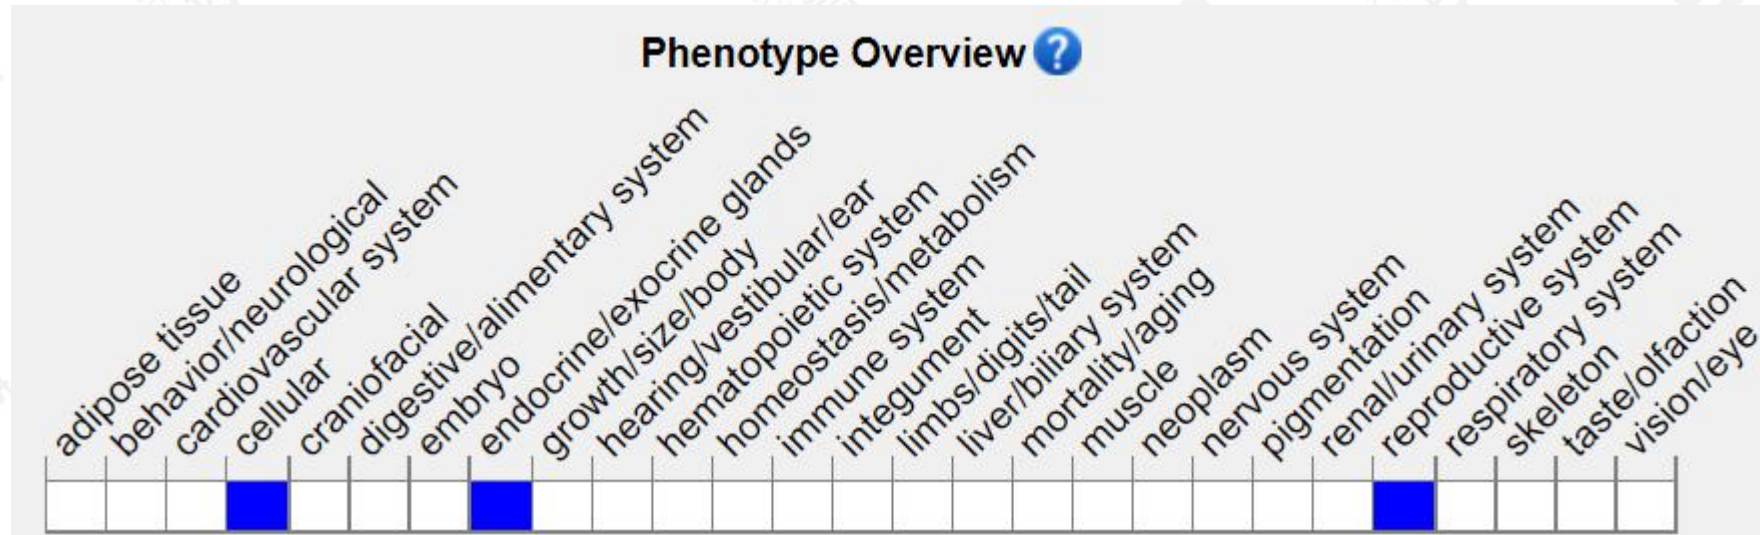 Phenotype Overview ?
adipose tissue
behavior/neurological
cardiovascular system
cellular
craniofacial
digestive/alimentary system
embryo
endocrine/exocrine glands
growth/size/body
hearing/vestibular/ear
hematopoietic system
homeostasis/metabolism
immune system
integument
limbs/digits/tail
liver/biliary system
mortality/aging
muscle
neoplasm
nervous system
pigmentation
renal/urinary system
reproductive system
respiratory system
skeleton
taste/olfaction
vision/eye